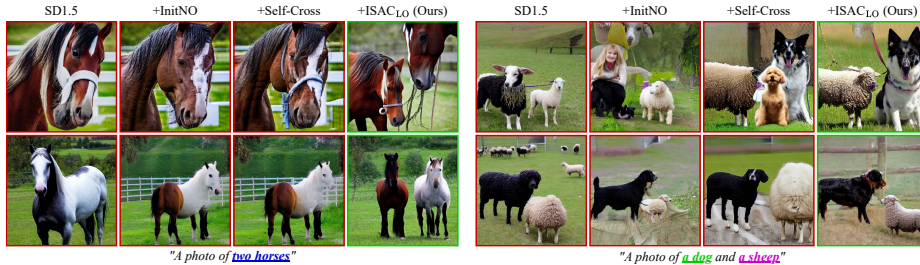 SD1.5 +InitNO +Self-Cross +ISAC_LO (Ours) SD1.5 +InitNO +Self-Cross +ISAC_LO (Ours)
"A photo of two horses" "A photo of a dog and a sheep"